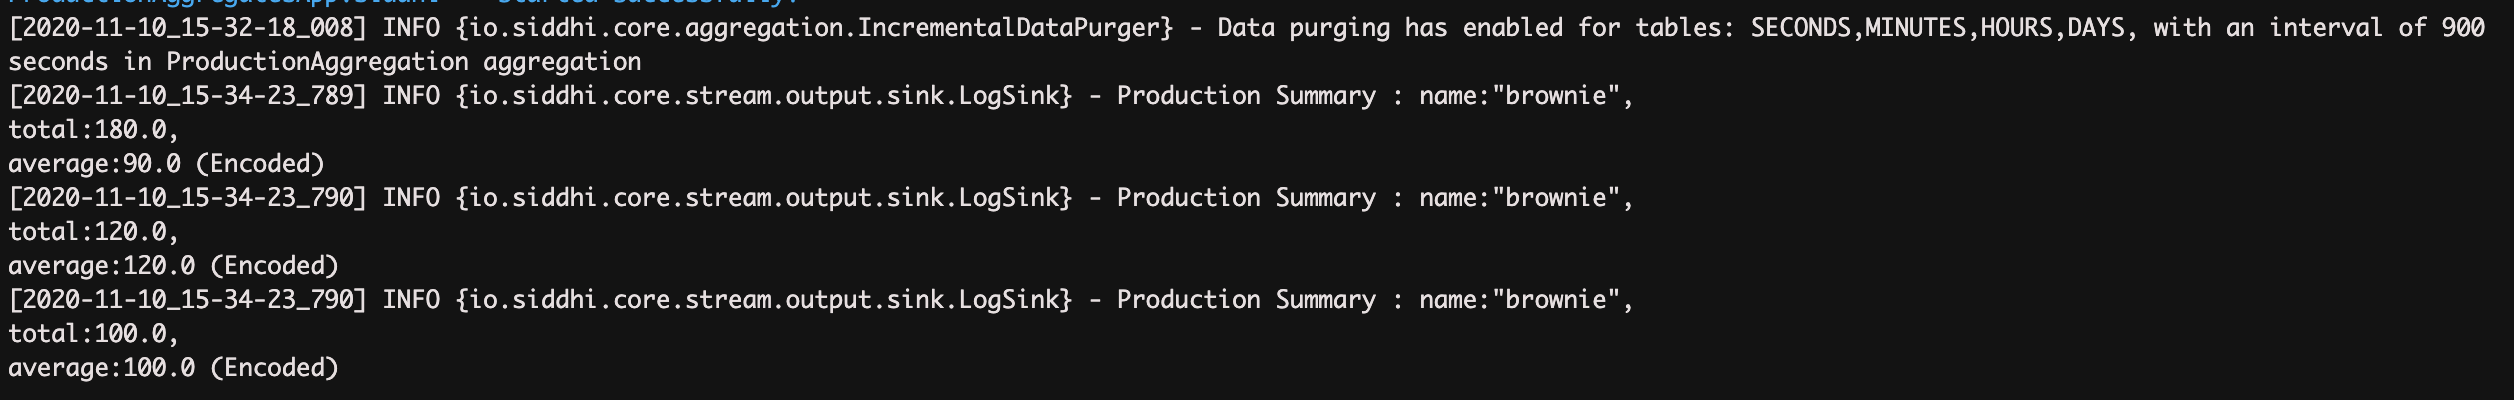 [2020-11-10_15-32-18_008] INFO {io.siddhi.core.aggregation.IncrementalDataPurger} - Data purging has enabled for tables: SECONDS,MINUTES,HOURS,DAYS, with an interval of 900
seconds in ProductionAggregation aggregation
[2020-11-10_15-34-23_789] INFO {io.siddhi.core.stream.output.sink.LogSink} - Production Summary : name:"brownie",
total:180.0,
average:90.0 (Encoded)
[2020-11-10_15-34-23_790] INFO {io.siddhi.core.stream.output.sink.LogSink} - Production Summary : name:"brownie",
total:120.0,
average:120.0 (Encoded)
[2020-11-10_15-34-23_790] INFO {io.siddhi.core.stream.output.sink.LogSink} - Production Summary : name:"brownie",
total:100.0,
average:100.0 (Encoded)